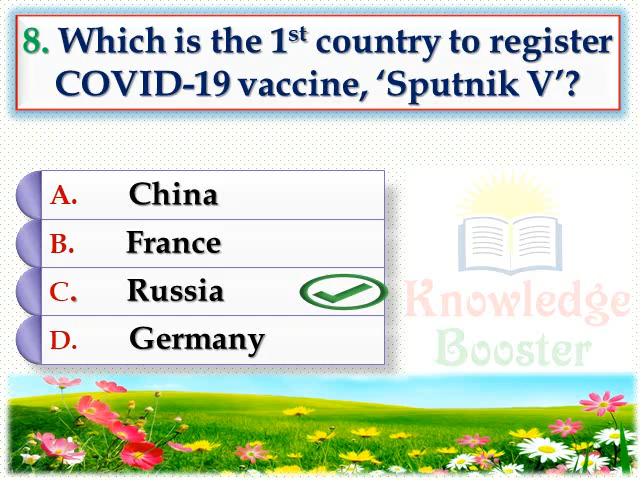 8. Which is the 1st country to register
COVID-19 vaccine, ‘Sputnik V’?
A. China
B. France
C. Russia
D. Germany
Knowledge
Booster